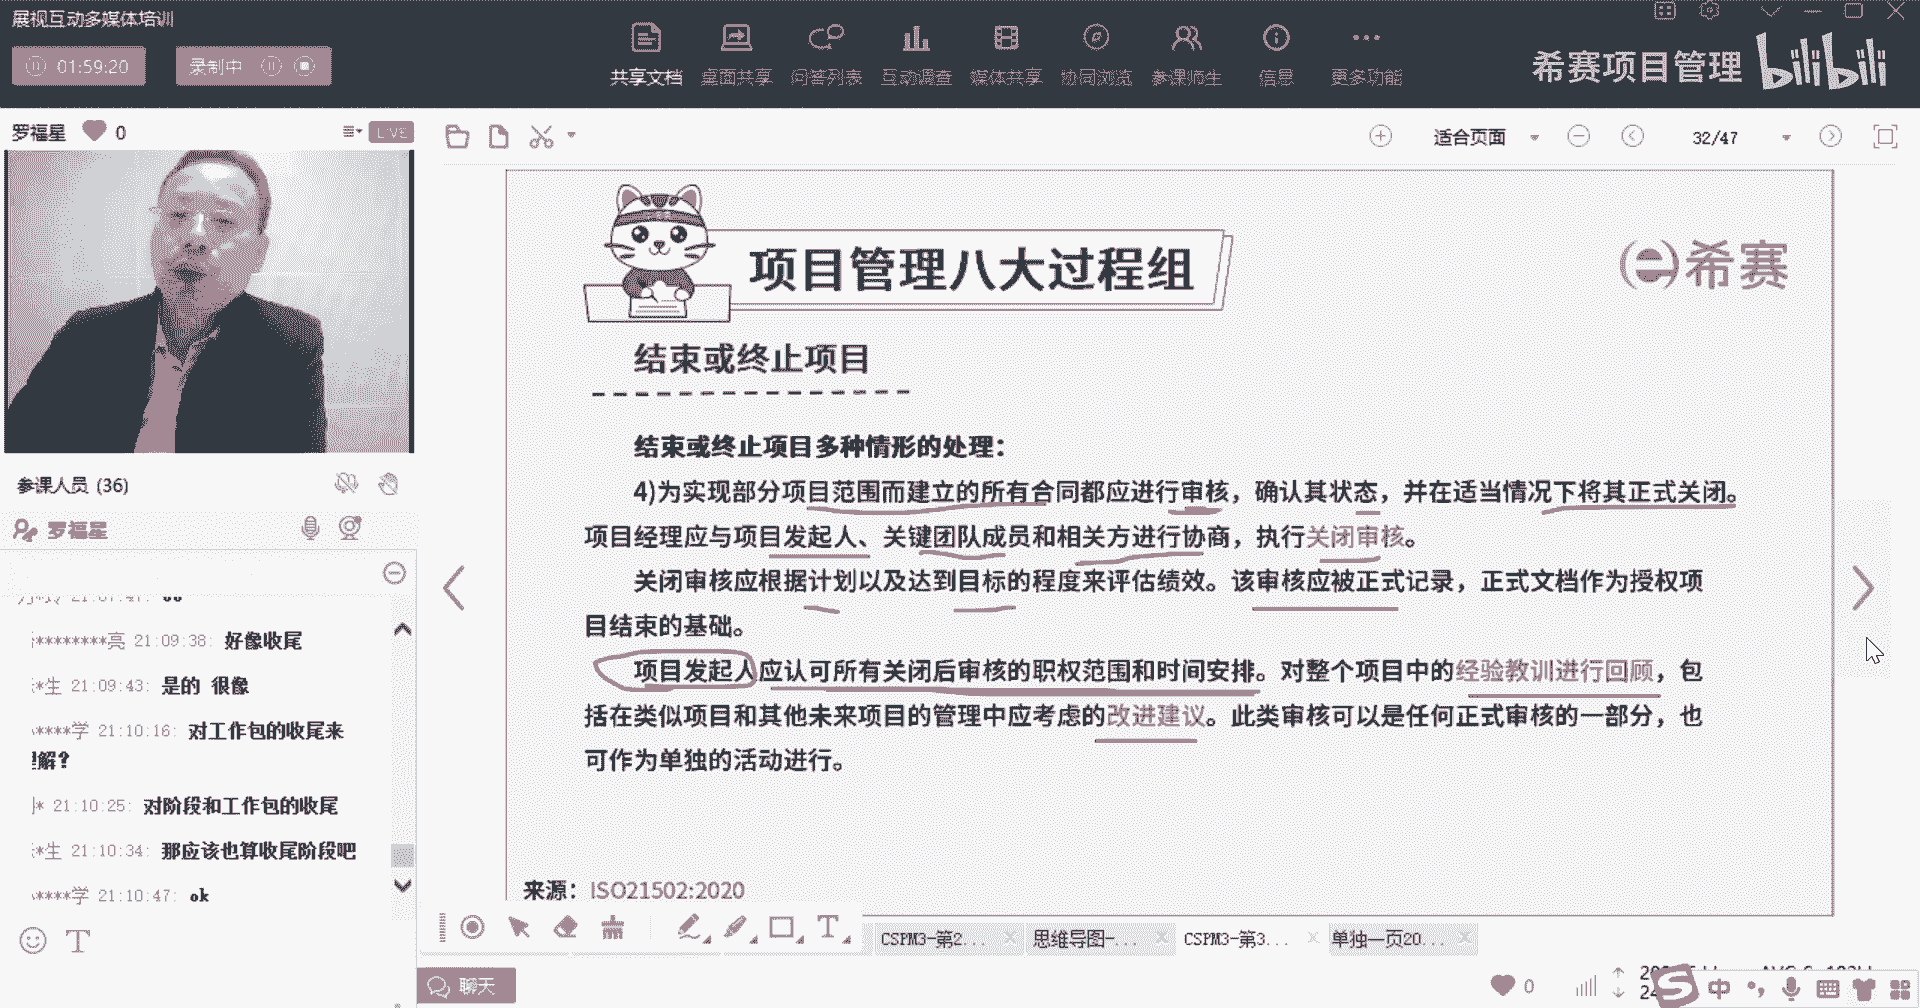 展视互动多媒体培训
01:59:20
录制中
共享文档 桌面共享 问答列表 互动调查 媒体共享 协同浏览 参课师生 信息 更多功能
希赛项目管理 bilibili
罗福星 0
LIVE
适合页面
32/47
参课人员 (36)
罗福星
********亮 21:09:38: 好像收尾
*生 21:09:43: 是的 很像
****学 21:10:16: 对工作包的收尾来
解?
* 21:10:25: 对阶段和工作包的收尾
*生 21:10:34: 那应该也算收尾阶段吧
****学 21:10:47: ok
项目管理八大过程组
希赛
结束或终止项目
结束或终止项目多种情形的处理：
4)为实现部分项目范围而建立的所有合同都应进行审核，确认其状态，并在适当情况下将其正式关闭。
项目经理应与项目发起人、关键团队成员和相关方进行协商，执行关闭审核。
关闭审核应根据计划以及达到目标的程度来评估绩效。该审核应被正式记录，正式文档作为授权项
目结束的基础。
项目发起人应认可所有关闭后审核的职权范围和时间安排。对整个项目中的经验教训进行回顾，包
括在类似项目和其他未来项目的管理中应考虑的改进建议。此类审核可以是任何正式审核的一部分，也
可作为单独的活动进行。
来源：ISO21502:2020
CSPM3-第2... 思维导图-... CSPM3-第3... 单独一页20...
聊天
0
中